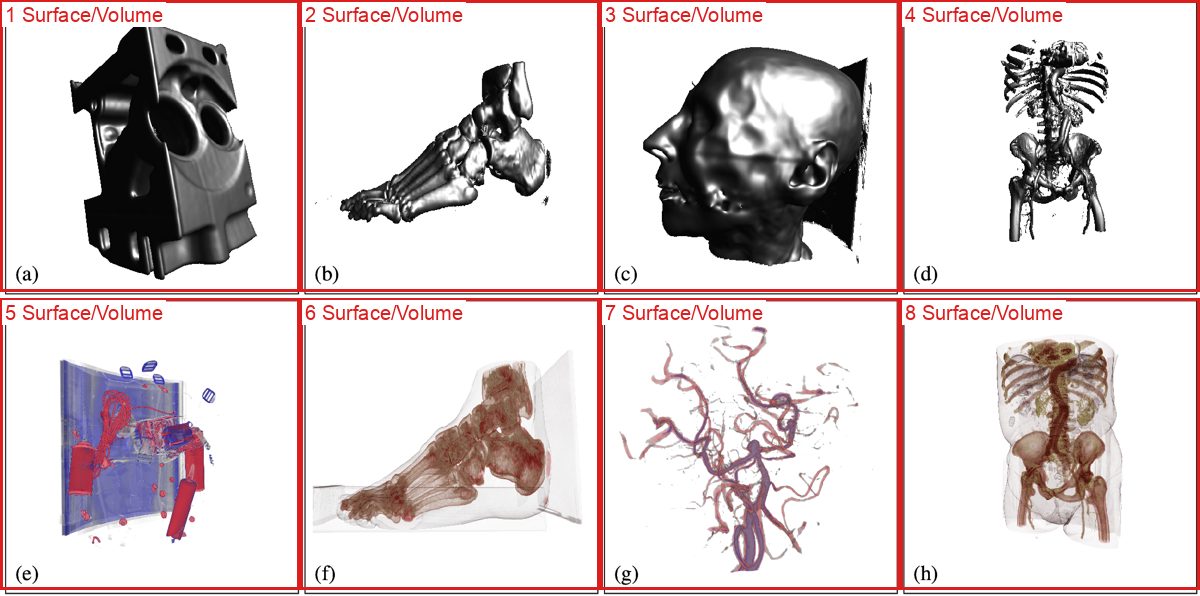 1 Surface/Volume
2 Surface/Volume
3 Surface/Volume
4 Surface/Volume
(a)
(b)
(c)
(d)
5 Surface/Volume
6 Surface/Volume
7 Surface/Volume
8 Surface/Volume
(e)
(f)
(g)
(h)